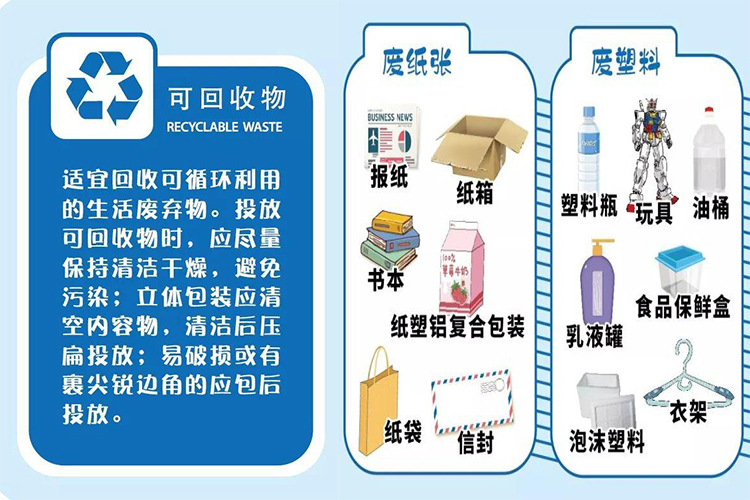 可回收物
RECYCLABLE WASTE
适宜回收可循环利用
的生活废弃物。投放
可回收物时，应尽量
保持清洁干燥，避免
污染；立体包装应清
空内容物，清洁后压
扁投放；易破损或有
裹尖锐边角的应包后
投放。
废纸张
BUSINESS NEWS
报纸
纸箱
书本
100%
草莓牛奶
纸塑铝复合包装
纸袋
信封
废塑料
塑料瓶
玩具
油桶
乳液罐
食品保鲜盒
泡沫塑料
衣架